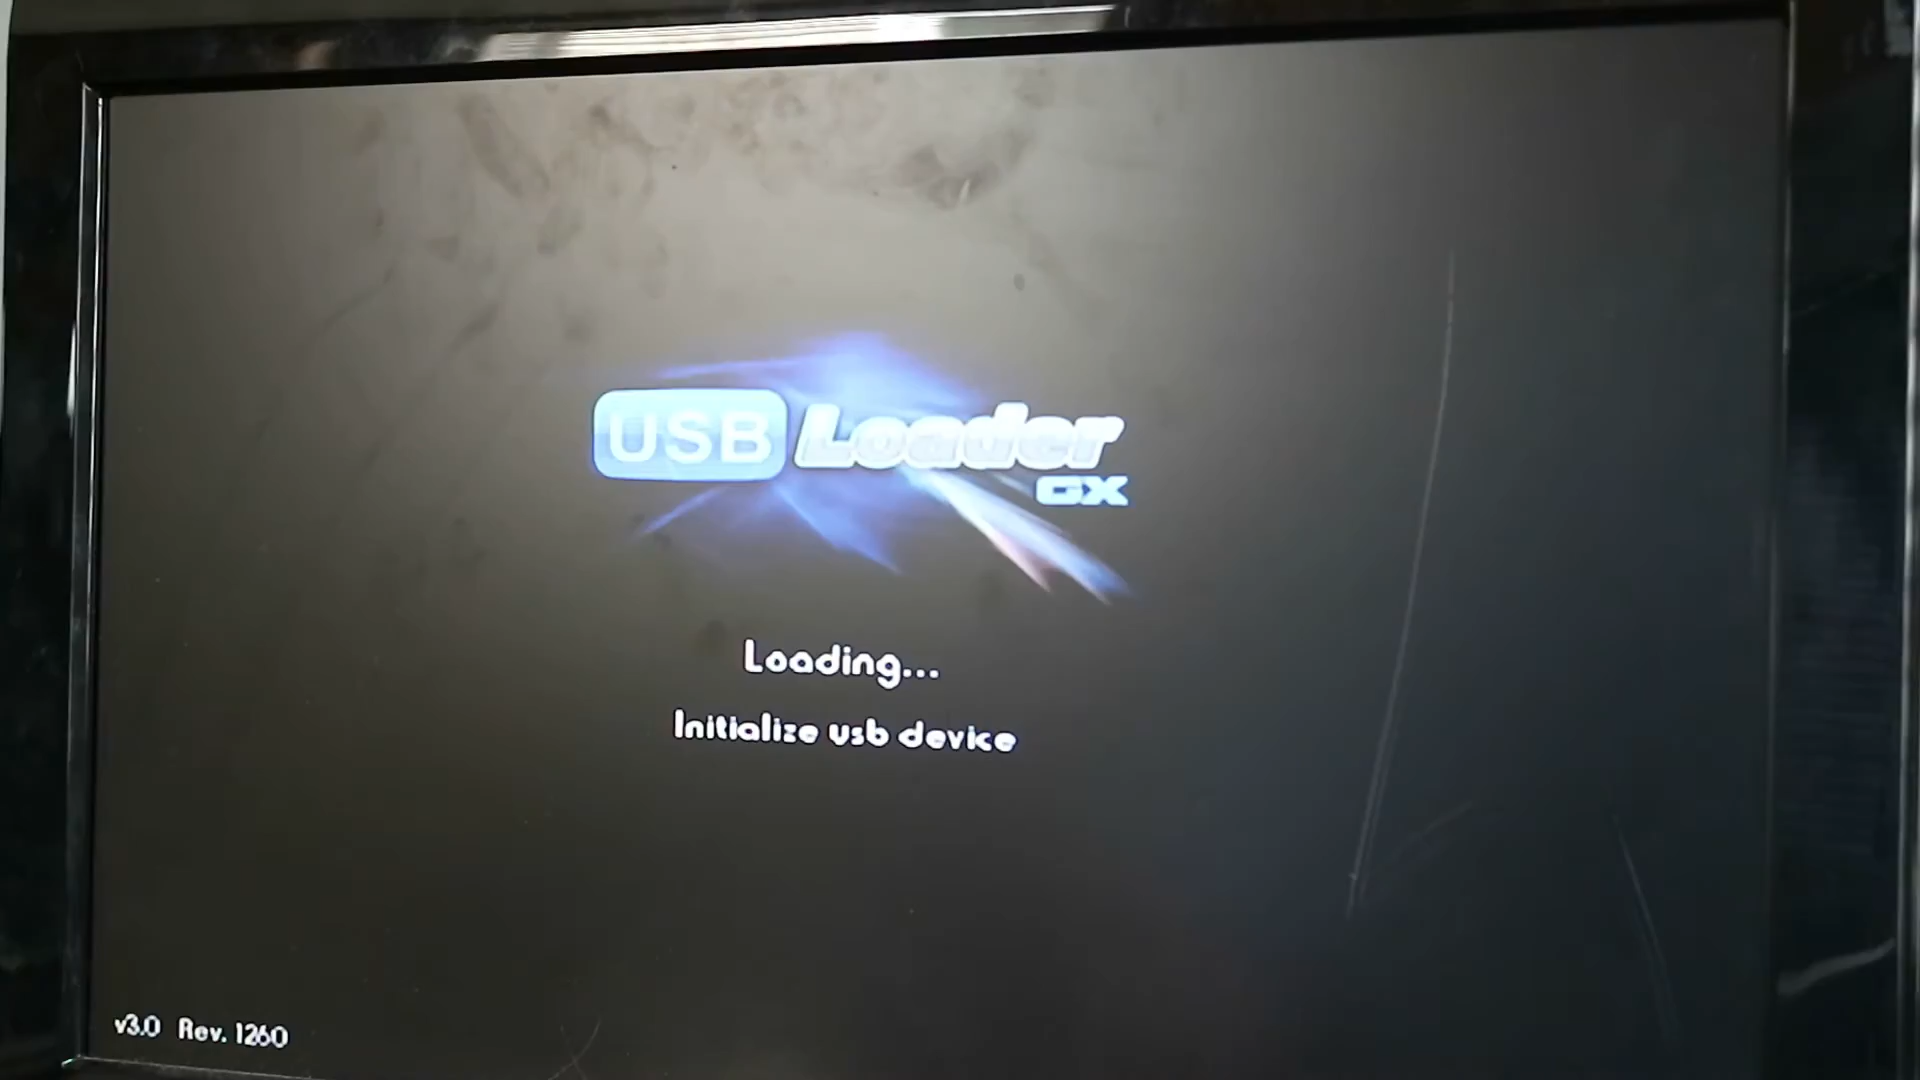 USB Loader
GX
Loading...
Initialize usb device
v3.0 Rev. 1260